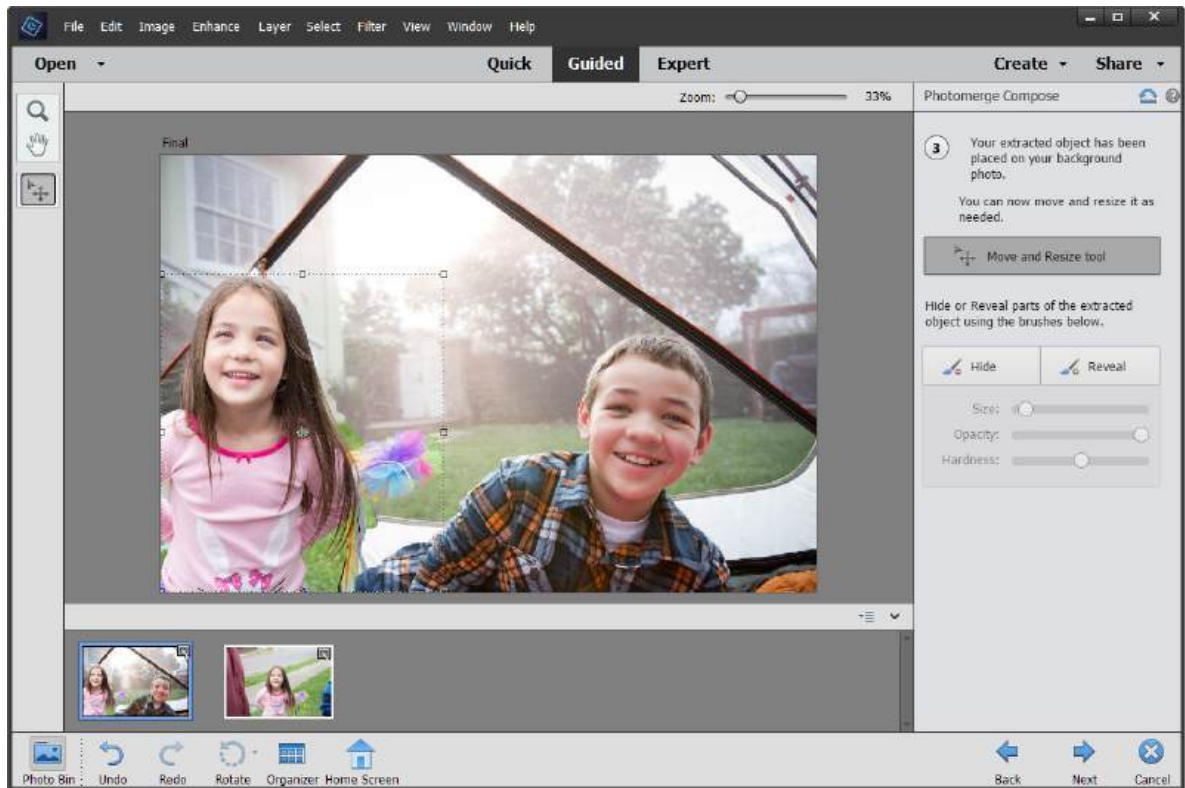 File Edit Image Enhance Layer Select Filter View Window Help
Open Quick Guided Expert Create Share
Zoom: 33%
Photomerge Compose
Final
3 Your extracted object has been
placed on your background
photo.
You can now move and resize it as
needed.
Move and Resize tool
Hide or Reveal parts of the extracted
object using the brushes below.
Hide Reveal
Size:
Opacity:
Hardness:
Photo Bin Undo Redo Rotate Organizer Home Screen Back Next Cancel